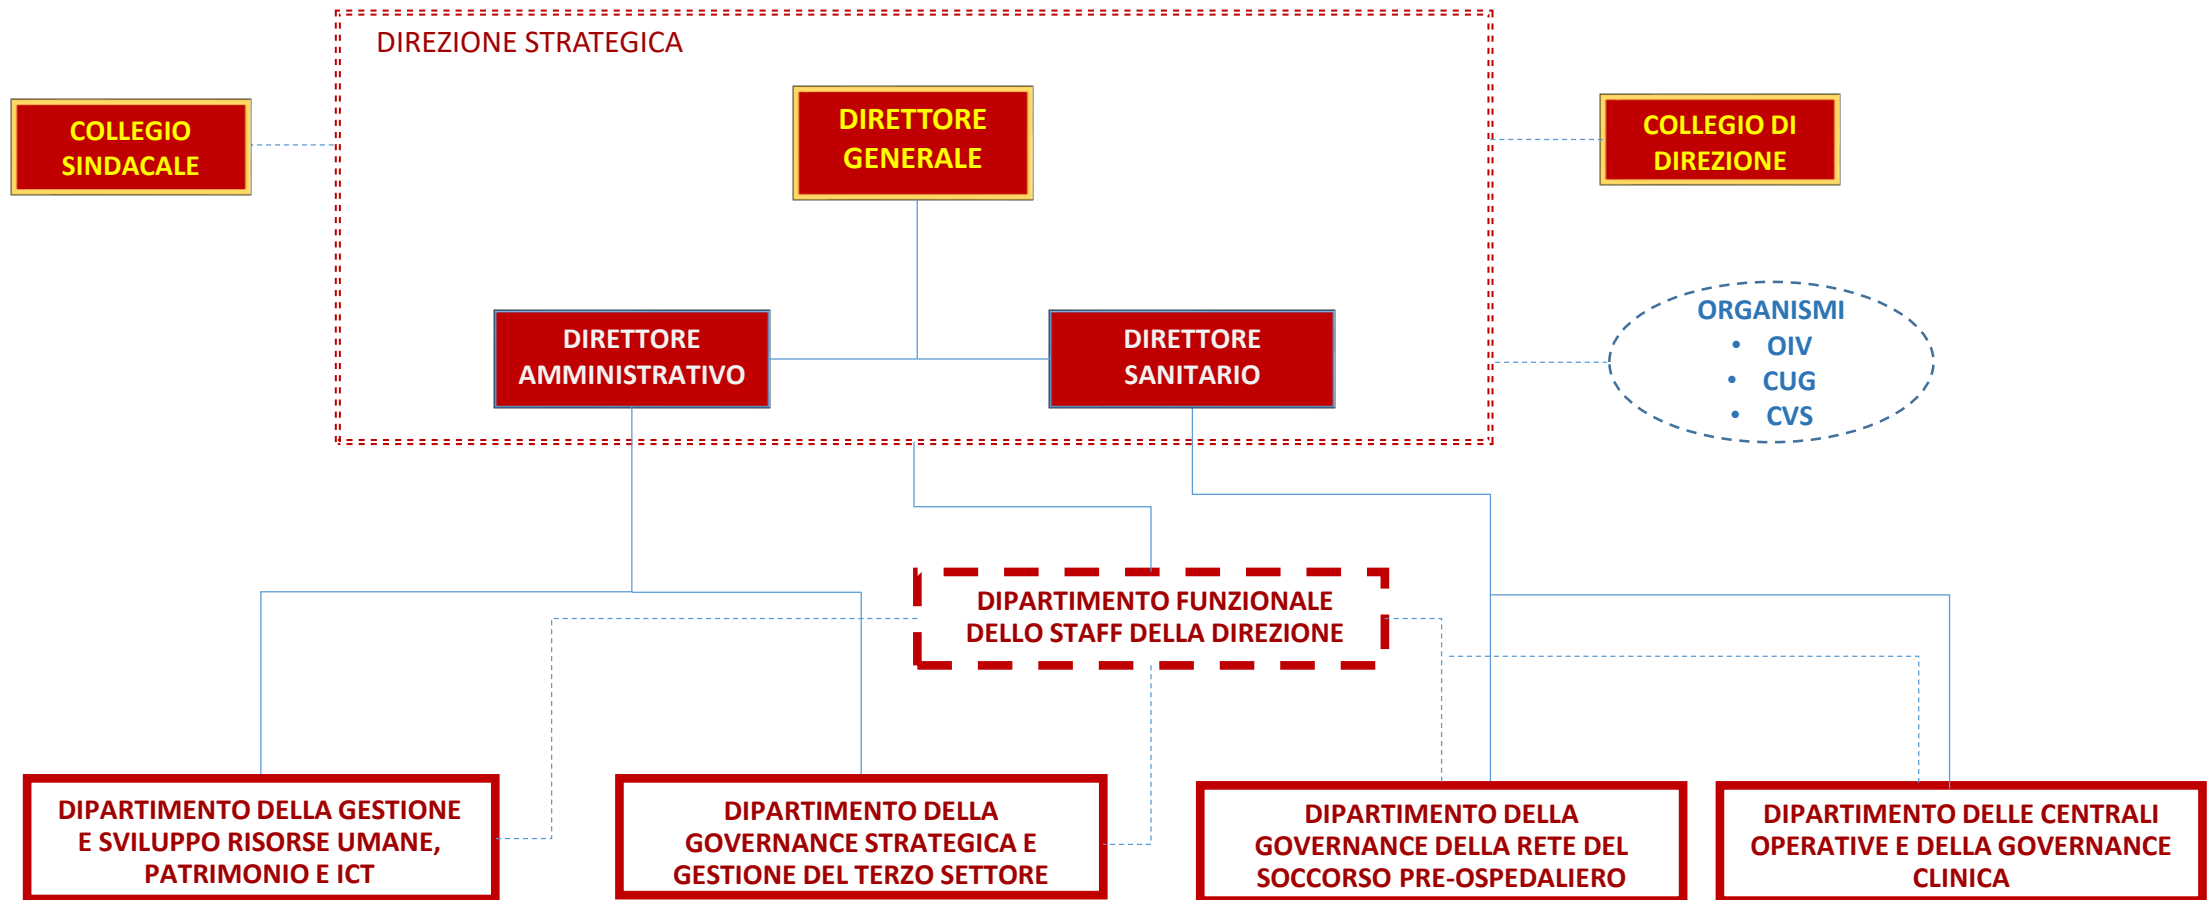 DIREZIONE STRATEGICA
COLLEGIO
SINDACALE
DIRETTORE
GENERALE
COLLEGIO DI
DIREZIONE
DIRETTORE
AMMINISTRATIVO
DIRETTORE
SANITARIO
ORGANISMI
• OIV
• CUG
• CVS
DIPARTIMENTO FUNZIONALE
DELLO STAFF DELLA DIREZIONE
DIPARTIMENTO DELLA GESTIONE
E SVILUPPO RISORSE UMANE,
PATRIMONIO E ICT
DIPARTIMENTO DELLA
GOVERNANCE STRATEGICA E
GESTIONE DEL TERZO SETTORE
DIPARTIMENTO DELLA
GOVERNANCE DELLA RETE DEL
SOCCORSO PRE-OSPEDALIERO
DIPARTIMENTO DELLE CENTRALI
OPERATIVE E DELLA GOVERNANCE
CLINICA